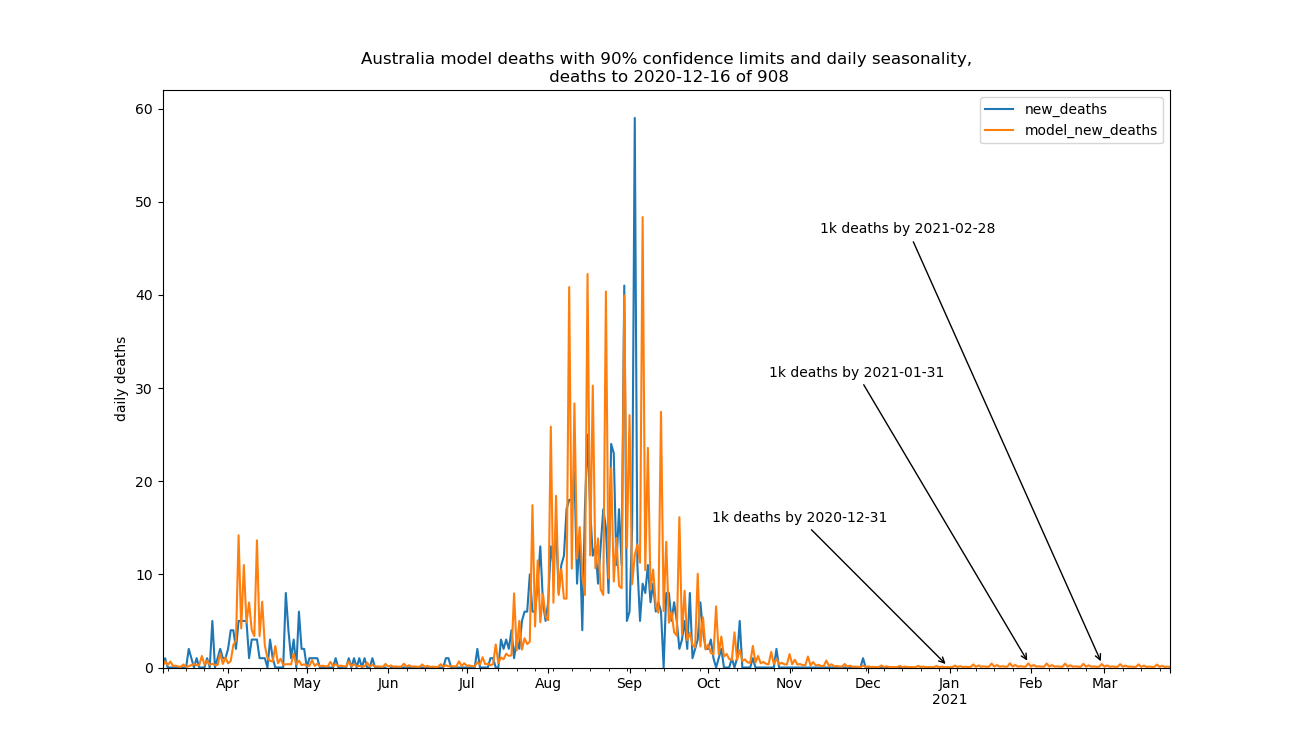 Australia model deaths with 90% confidence limits and daily seasonality,
deaths to 2020-12-16 of 908
new_deaths
model_new_deaths
daily deaths
60
50
40
30
20
10
0
1k deaths by 2021-02-28
1k deaths by 2021-01-31
1k deaths by 2020-12-31
Apr May Jun Jul Aug Sep Oct Nov Dec Jan Feb Mar
2021